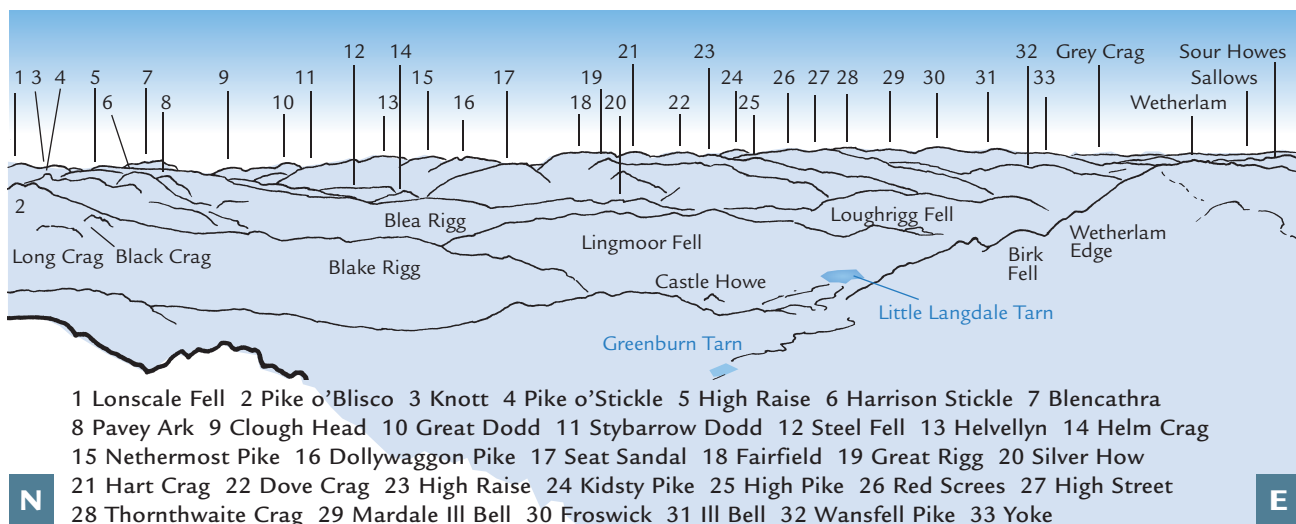 12 14 21 23 32 Grey Crag Sour Howes
1 3 4 5 7 9 11 13 15 17 19 24 26 27 28 29 30 31 33 Sallows
6 8 10 16 18 20 22 25 Wetherlam
2
Blea Rigg
Loughrigg Fell
Long Crag Black Crag
Blake Rigg
Lingmoor Fell
Wetherlam
Edge
Birk
Fell
Castle Howe
Little Langdale Tarn
Greenburn Tarn
1 Lonscale Fell 2 Pike o’Blisco 3 Knott 4 Pike o’Stickle 5 High Raise 6 Harrison Stickle 7 Blencathra
8 Pavey Ark 9 Clough Head 10 Great Dodd 11 Stybarrow Dodd 12 Steel Fell 13 Helvellyn 14 Helm Crag
15 Nethermost Pike 16 Dollywaggon Pike 17 Seat Sandal 18 Fairfield 19 Great Rigg 20 Silver How
21 Hart Crag 22 Dove Crag 23 High Raise 24 Kidsty Pike 25 High Pike 26 Red Screes 27 High Street
28 Thornthwaite Crag 29 Mardale Ill Bell 30 Froswick 31 Ill Bell 32 Wansfell Pike 33 Yoke
N
E